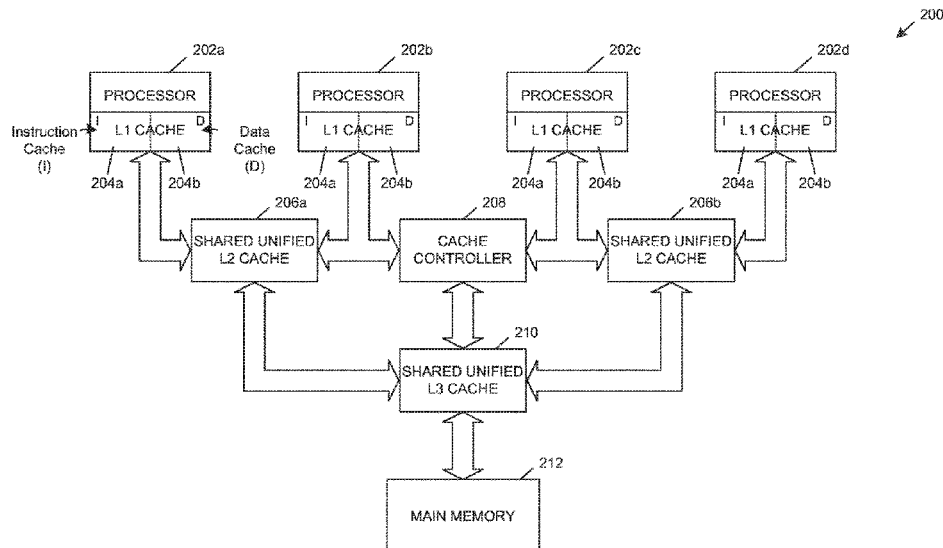 200
202a
202b
202c
202d
PROCESSOR
PROCESSOR
PROCESSOR
PROCESSOR
I
L1 CACHE
D
I
L1 CACHE
D
I
L1 CACHE
D
I
L1 CACHE
D
Instruction
Cache
(I)
Data
Cache
(D)
204a
204b
204a
204b
204a
204b
204a
204b
206a
208
206b
SHARED UNIFIED
L2 CACHE
CACHE
CONTROLLER
SHARED UNIFIED
L2 CACHE
210
SHARED UNIFIED
L3 CACHE
212
MAIN MEMORY